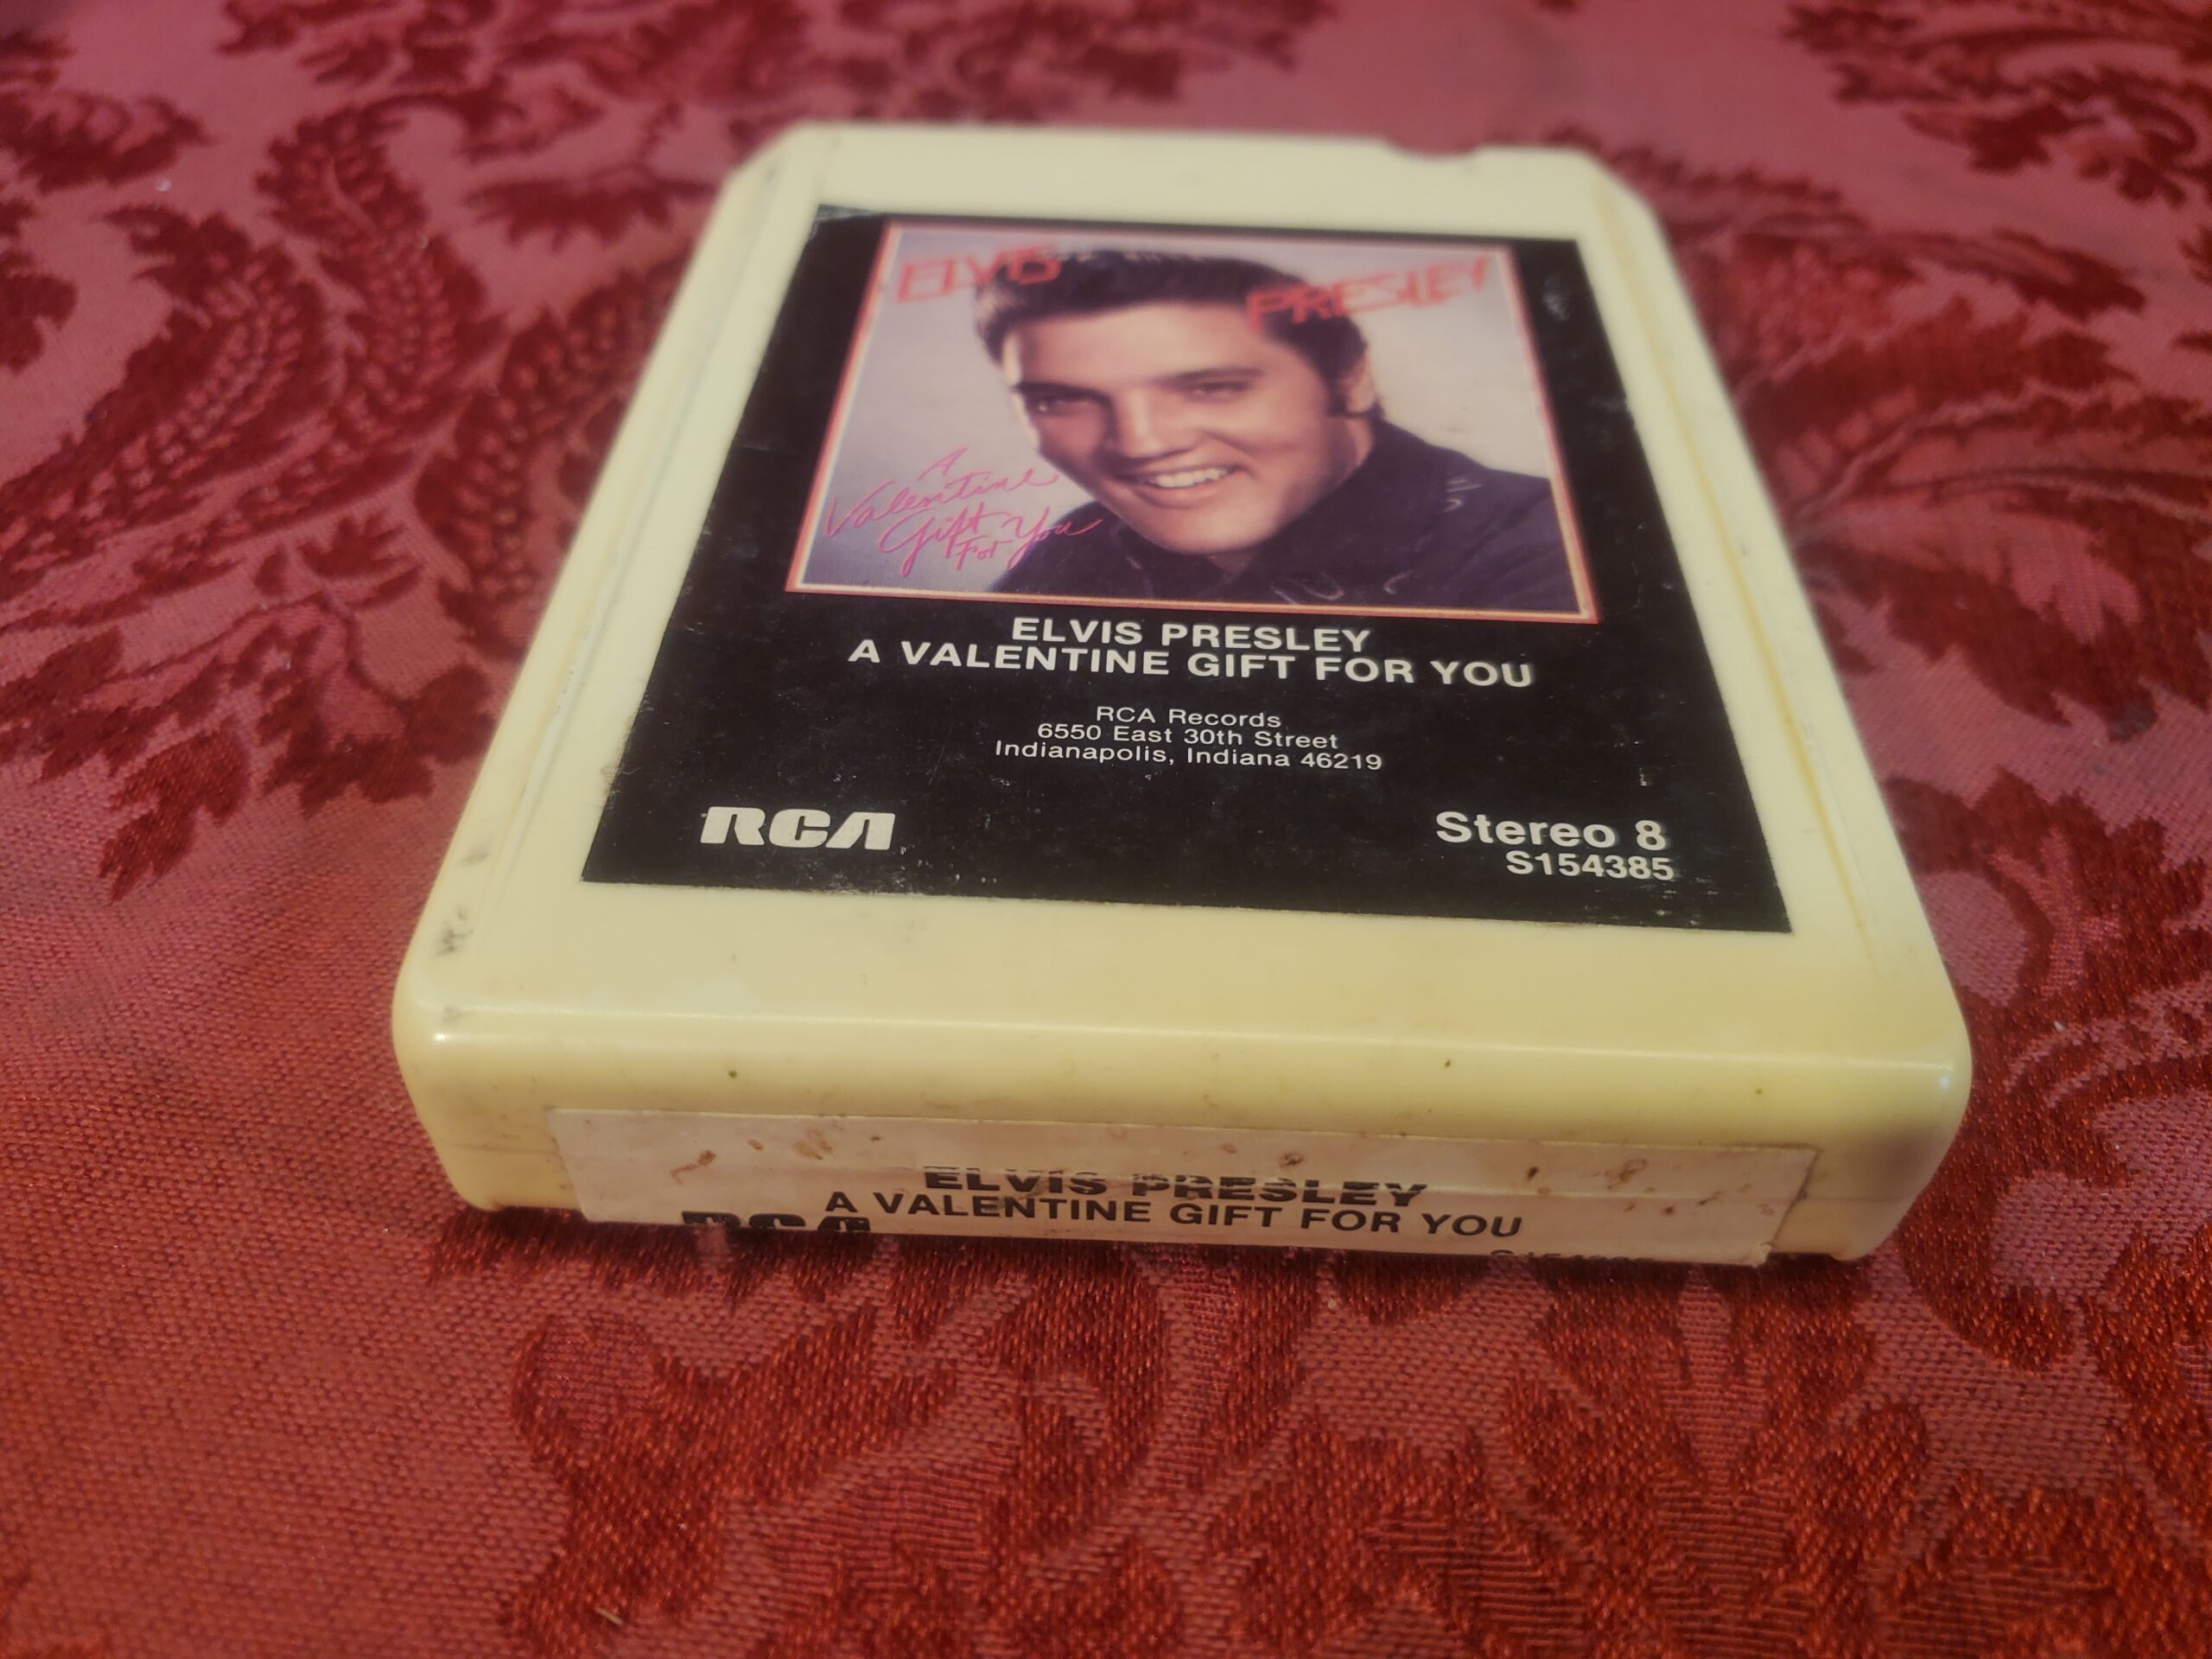 ELVIS PRESLEY
A
Valentine
Gift
For You
ELVIS PRESLEY
A VALENTINE GIFT FOR YOU
RCA Records
6550 East 30th Street
Indianapolis, Indiana 46219
RCA
Stereo 8
S154385
ELVIS PRESLEY
A VALENTINE GIFT FOR YOU
RCA